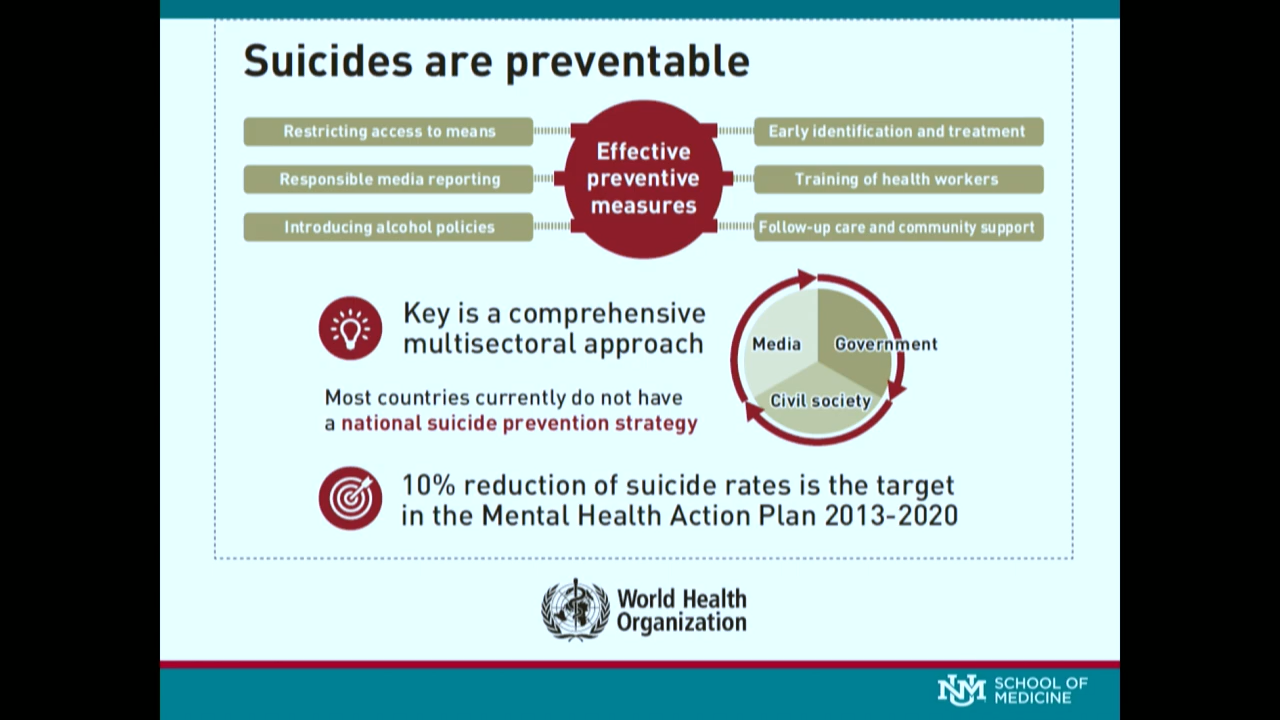 Suicides are preventable
Restricting access to means
Responsible media reporting
Introducing alcohol policies
Effective
preventive
measures
Early identification and treatment
Training of health workers
Follow-up care and community support
Key is a comprehensive
multisectoral approach
Most countries currently do not have
a national suicide prevention strategy
Media
Government
Civil society
10% reduction of suicide rates is the target
in the Mental Health Action Plan 2013-2020
World Health
Organization
UNM
SCHOOL OF
MEDICINE